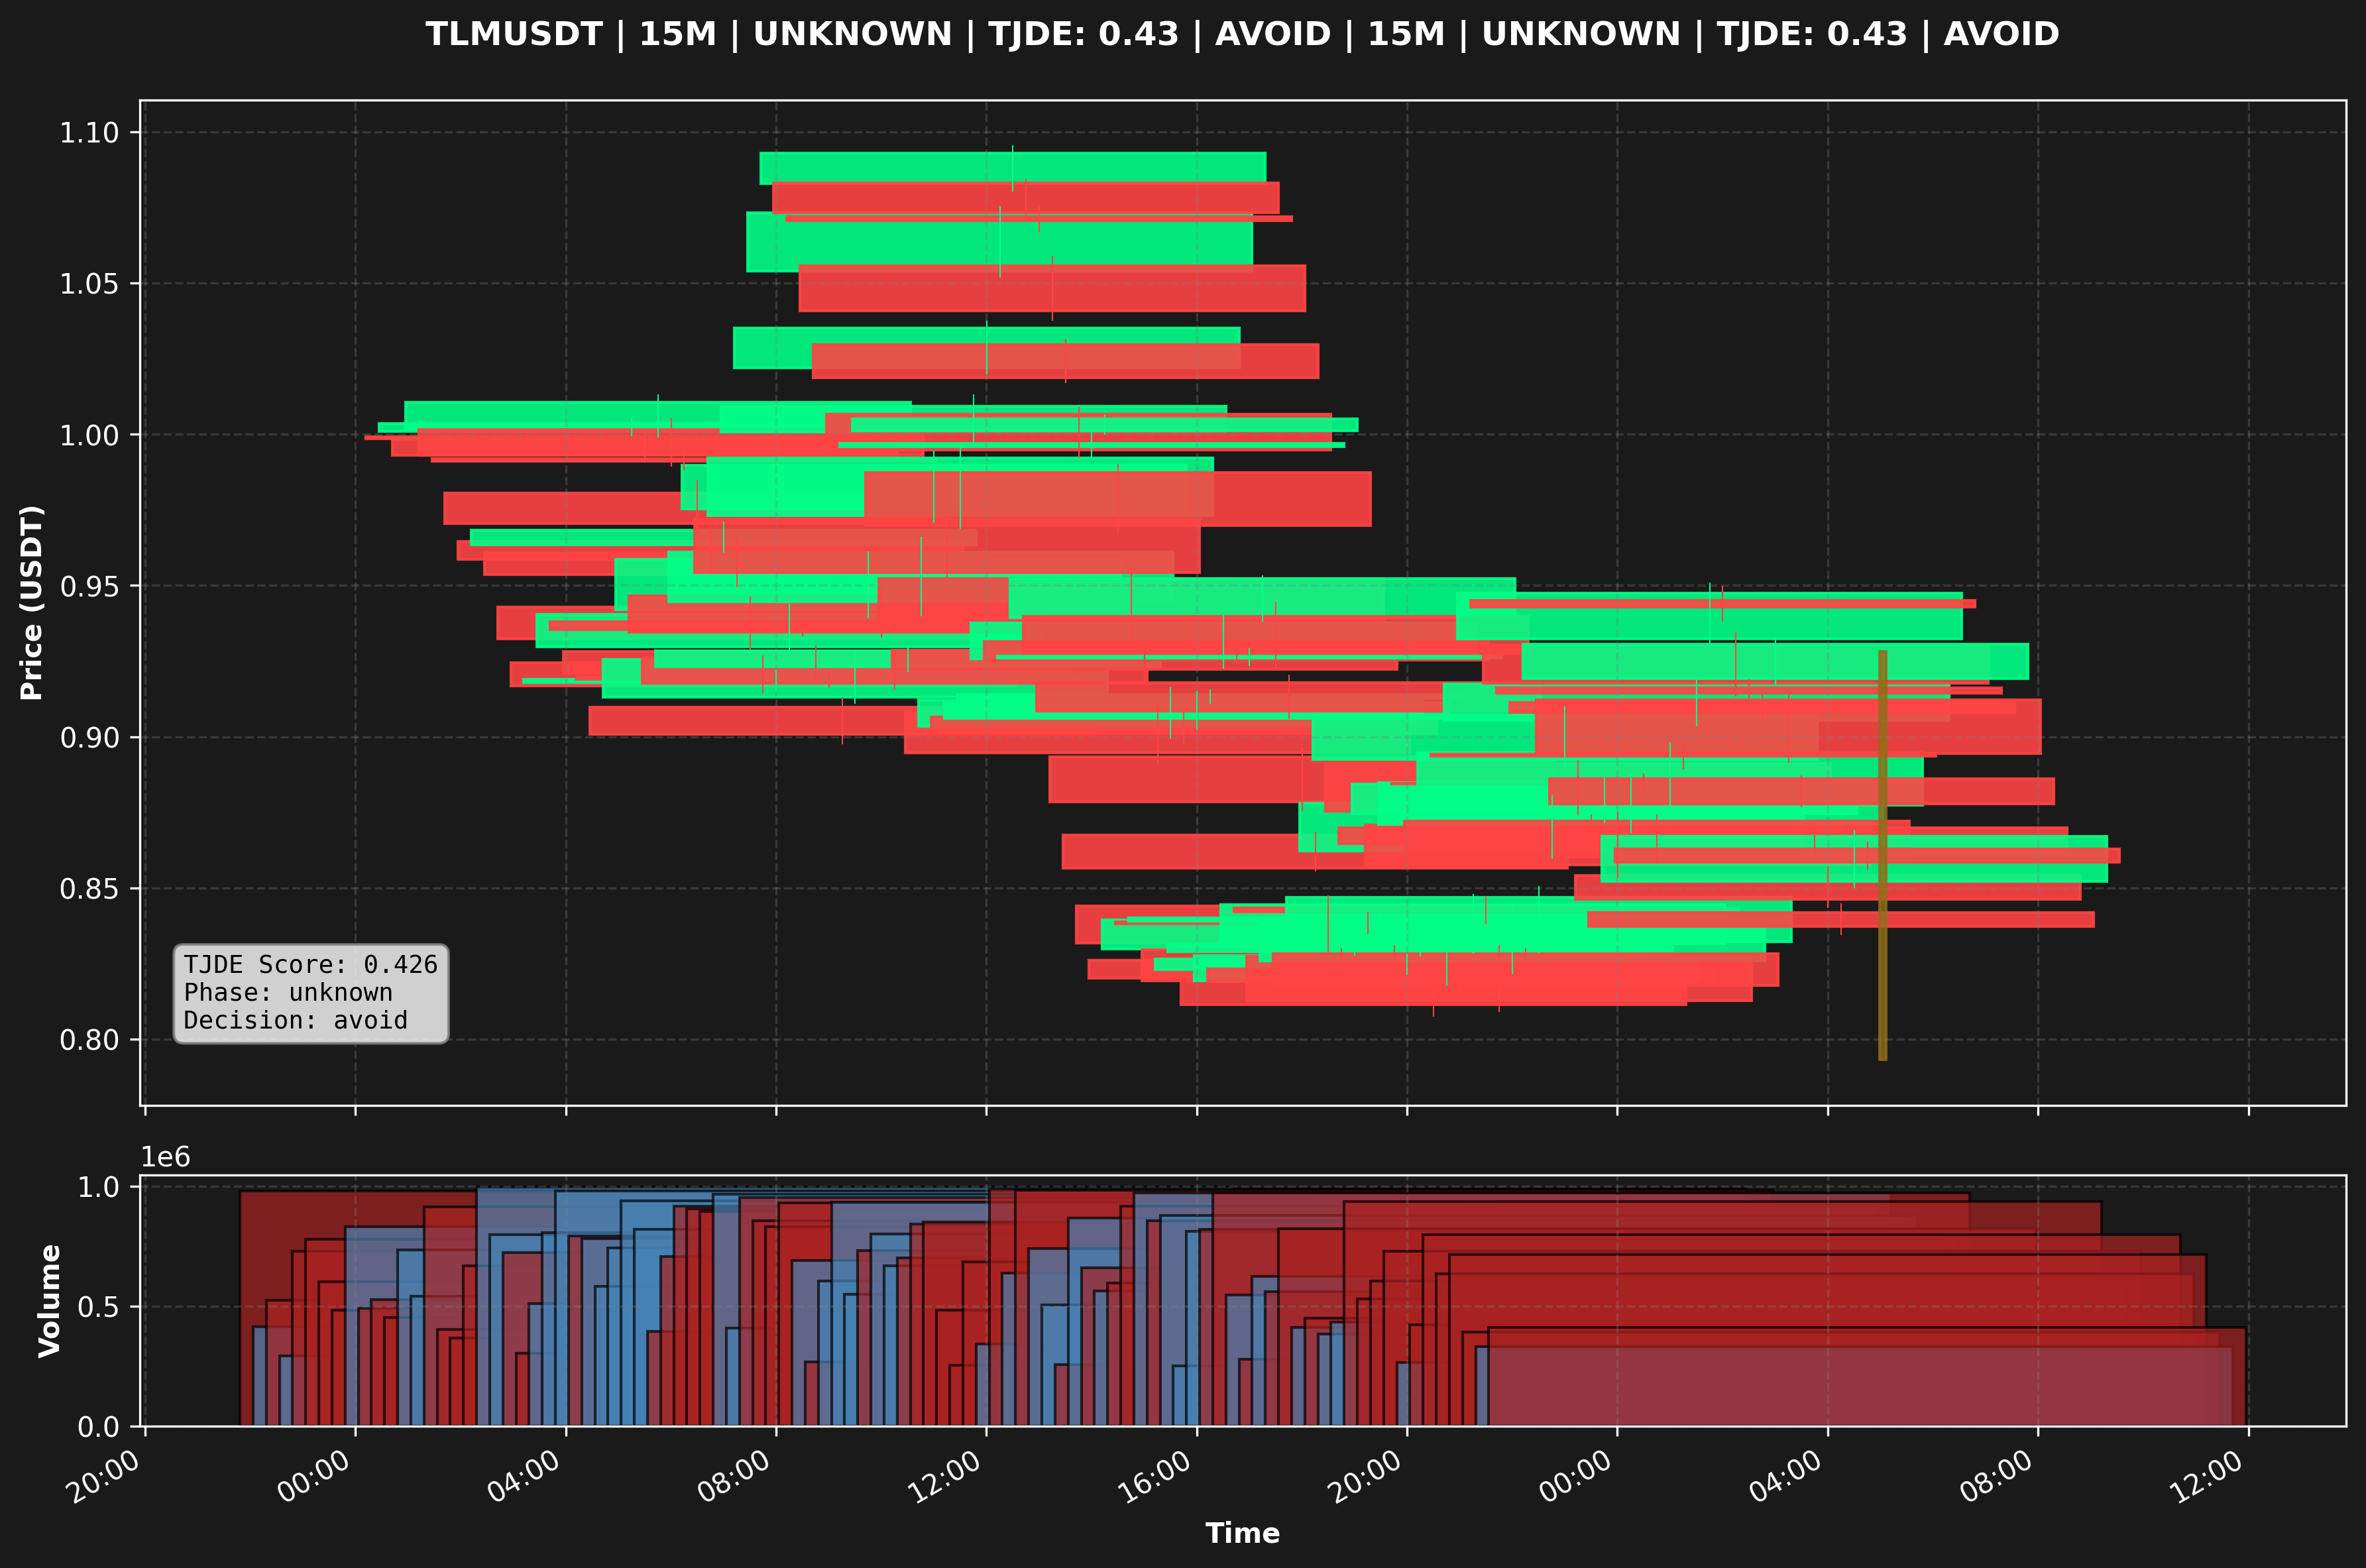 TLMUSDT | 15M | UNKNOWN | TJDE: 0.43 | AVOID | 15M | UNKNOWN | TJDE: 0.43 | AVOID
1.10
1.05
1.00
0.95
0.90
0.85
0.80
Price (USDT)
TJDE Score: 0.426
Phase: unknown
Decision: avoid
1e6
1.0
0.5
0.0
Volume
20:00
00:00
04:00
08:00
12:00
16:00
20:00
00:00
04:00
08:00
12:00
Time